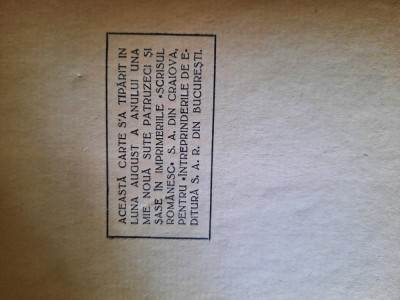 ACEASTĂ CARTE S'A TIPĂRIT IN
LUNA AUGUST A ANULUI UNA
MIE NOUĂ SUTE PATRUZECI ȘI
ȘASE ÎN IMPRIMERIILE «SCRISUL
ROMÂNESC» S. A. DIN CRAIOVA,
PENTRU «ÎNTREPRINDERILE DE E-
DITURĂ S. A. R. DIN BUCUREȘTI.